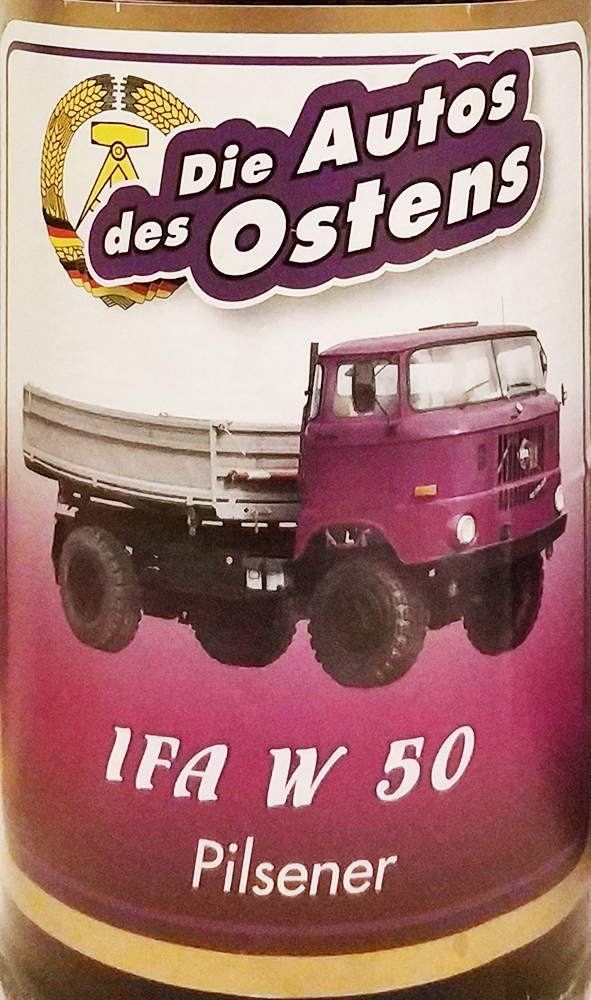 Die Autos
des Ostens
IFA W 50
Pilsener